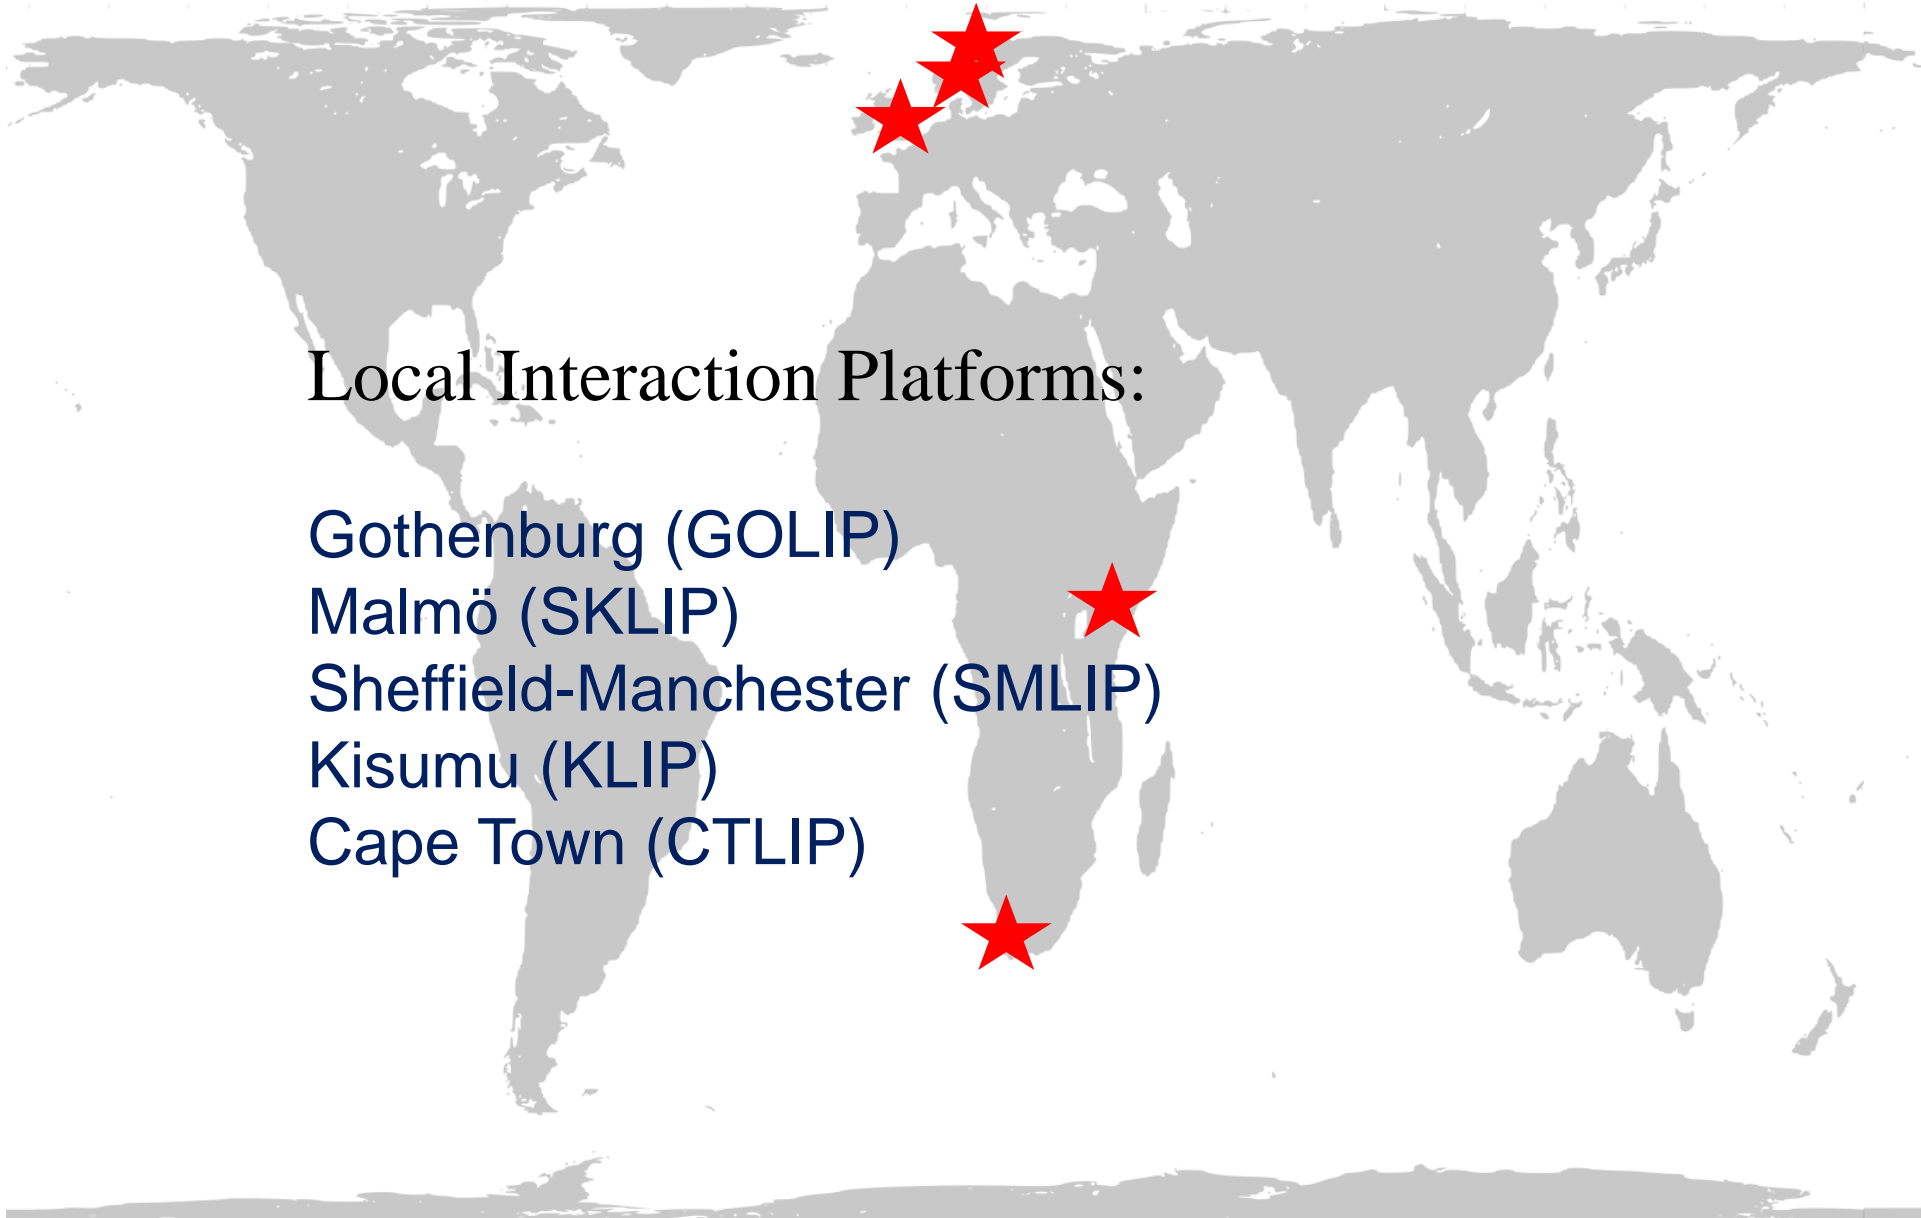 Local Interaction Platforms:
Gothenburg (GOLIP)
Malmö (SKLIP)
Sheffield-Manchester (SMLIP)
Kisumu (KLIP)
Cape Town (CTLIP)